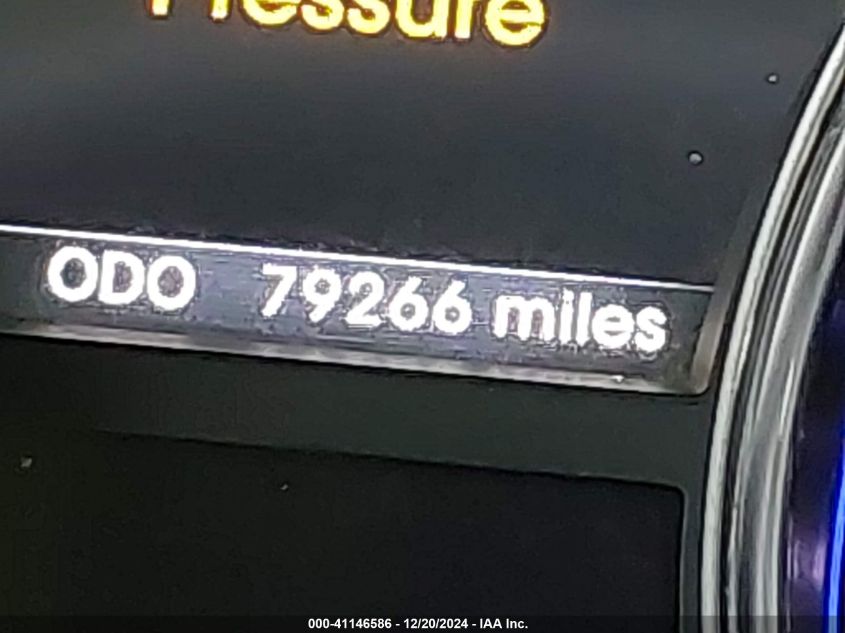 Pressure
ODO 79266 miles
000-41146586 - 12/20/2024 - IAA Inc.